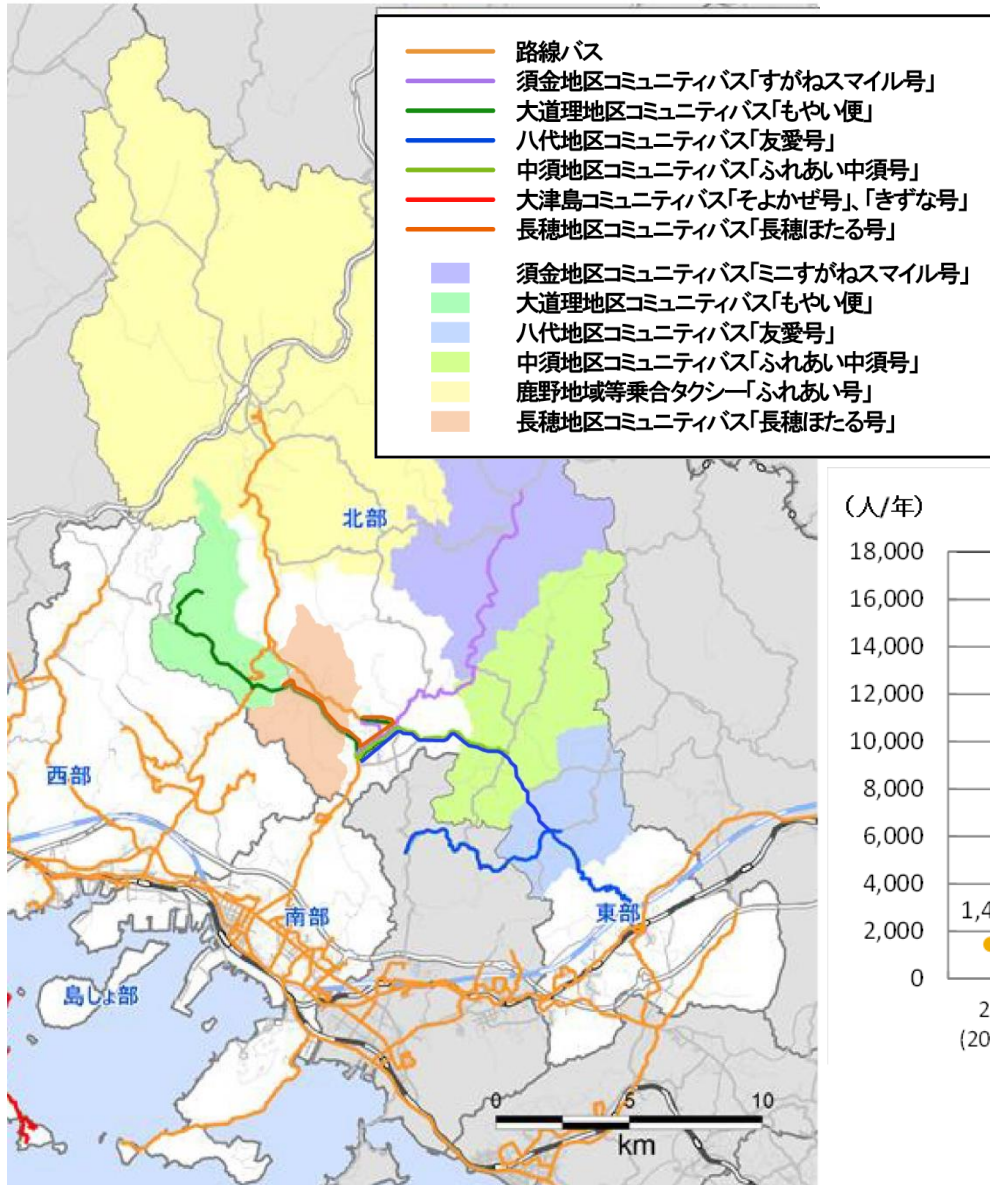 路線バス
須金地区コミュニティバス「すがねスマイル号」
大道理地区コミュニティバス「もやい便」
八代地区コミュニティバス「友愛号」
中須地区コミュニティバス「ふれあい中須号」
大津島コミュニティバス「そよかぜ号」、「きずな号」
長穂地区コミュニティバス「長穂ほたる号」
須金地区コミュニティバス「ミニすがねスマイル号」
大道理地区コミュニティバス「もやい便」
八代地区コミュニティバス「友愛号」
中須地区コミュニティバス「ふれあい中須号」
鹿野地域等乗合タクシー「ふれあい号」
長穂地区コミュニティバス「長穂ほたる号」
北部
西部
南部
東部
島しょ部
0 5 10
km
(人/年)
18,000
16,000
14,000
12,000
10,000
8,000
6,000
4,000
1,4
2,000
0
2
(20